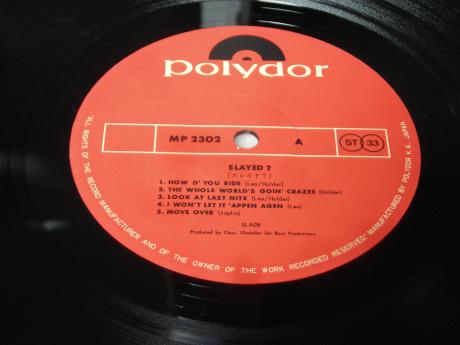 polydor
MP 2302 A ST 33
SLAYED ?
(スレイド?)
1. HOW D' YOU RIDE (Lea/Holder)
2. THE WHOLE WORLD'S GOIN' CRAZEE (Holder)
3. LOOK AT LAST NITE (Lea/Holder)
4. I WON'T LET IT 'APPEN AGEN (Lea)
5. MOVE OVER (Joplin)
SLADE
Produced by Chas. Chandler for Barn Productions
"ALL RIGHTS OF THE RECORD MANUFACTURER AND OF THE OWNER OF THE WORK RECORDED RESERVED" MANUFACTURED BY POLYDOR K.K. JAPAN